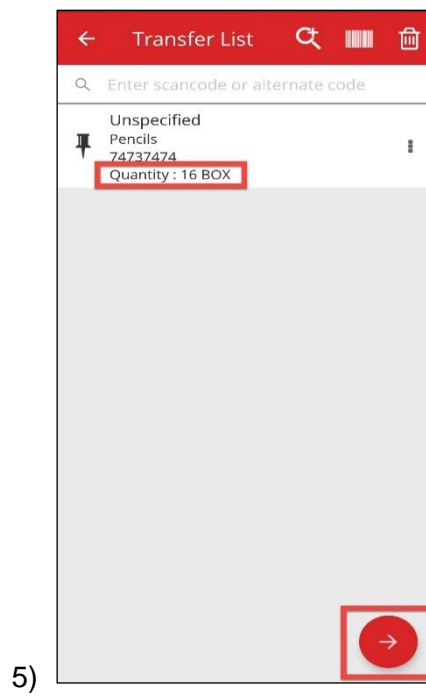 Transfer List
Enter scancode or alternate code
Unspecified
Pencils
74737474
Quantity : 16 BOX
5)